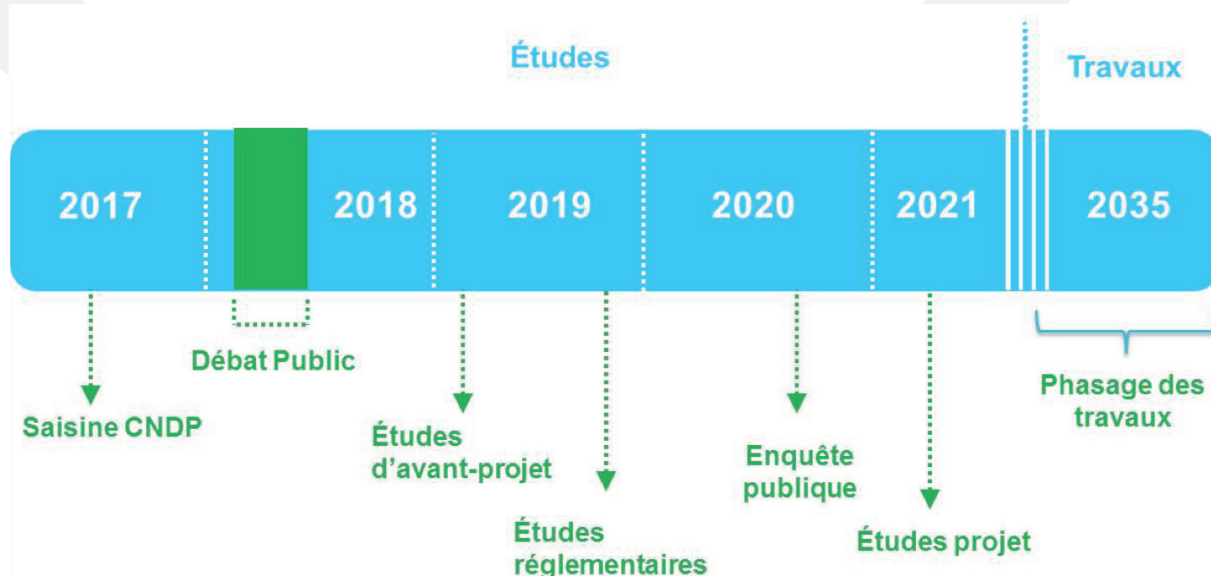 Études
Travaux
2017
2018
2019
2020
2021
2035
Débat Public
Saisine CNDP
Études
d'avant-projet
Études
réglementaires
Enquête
publique
Études projet
Phasage des
travaux